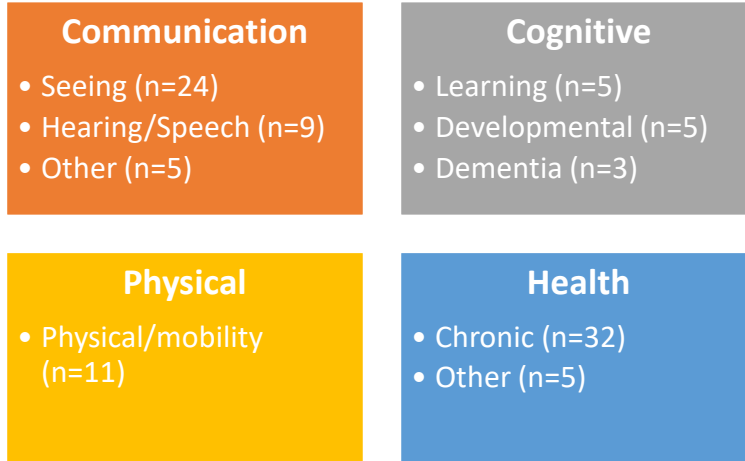 Communication
• Seeing (n=24)
• Hearing/Speech (n=9)
• Other (n=5)
Cognitive
• Learning (n=5)
• Developmental (n=5)
• Dementia (n=3)
Physical
• Physical/mobility
(n=11)
Health
• Chronic (n=32)
• Other (n=5)